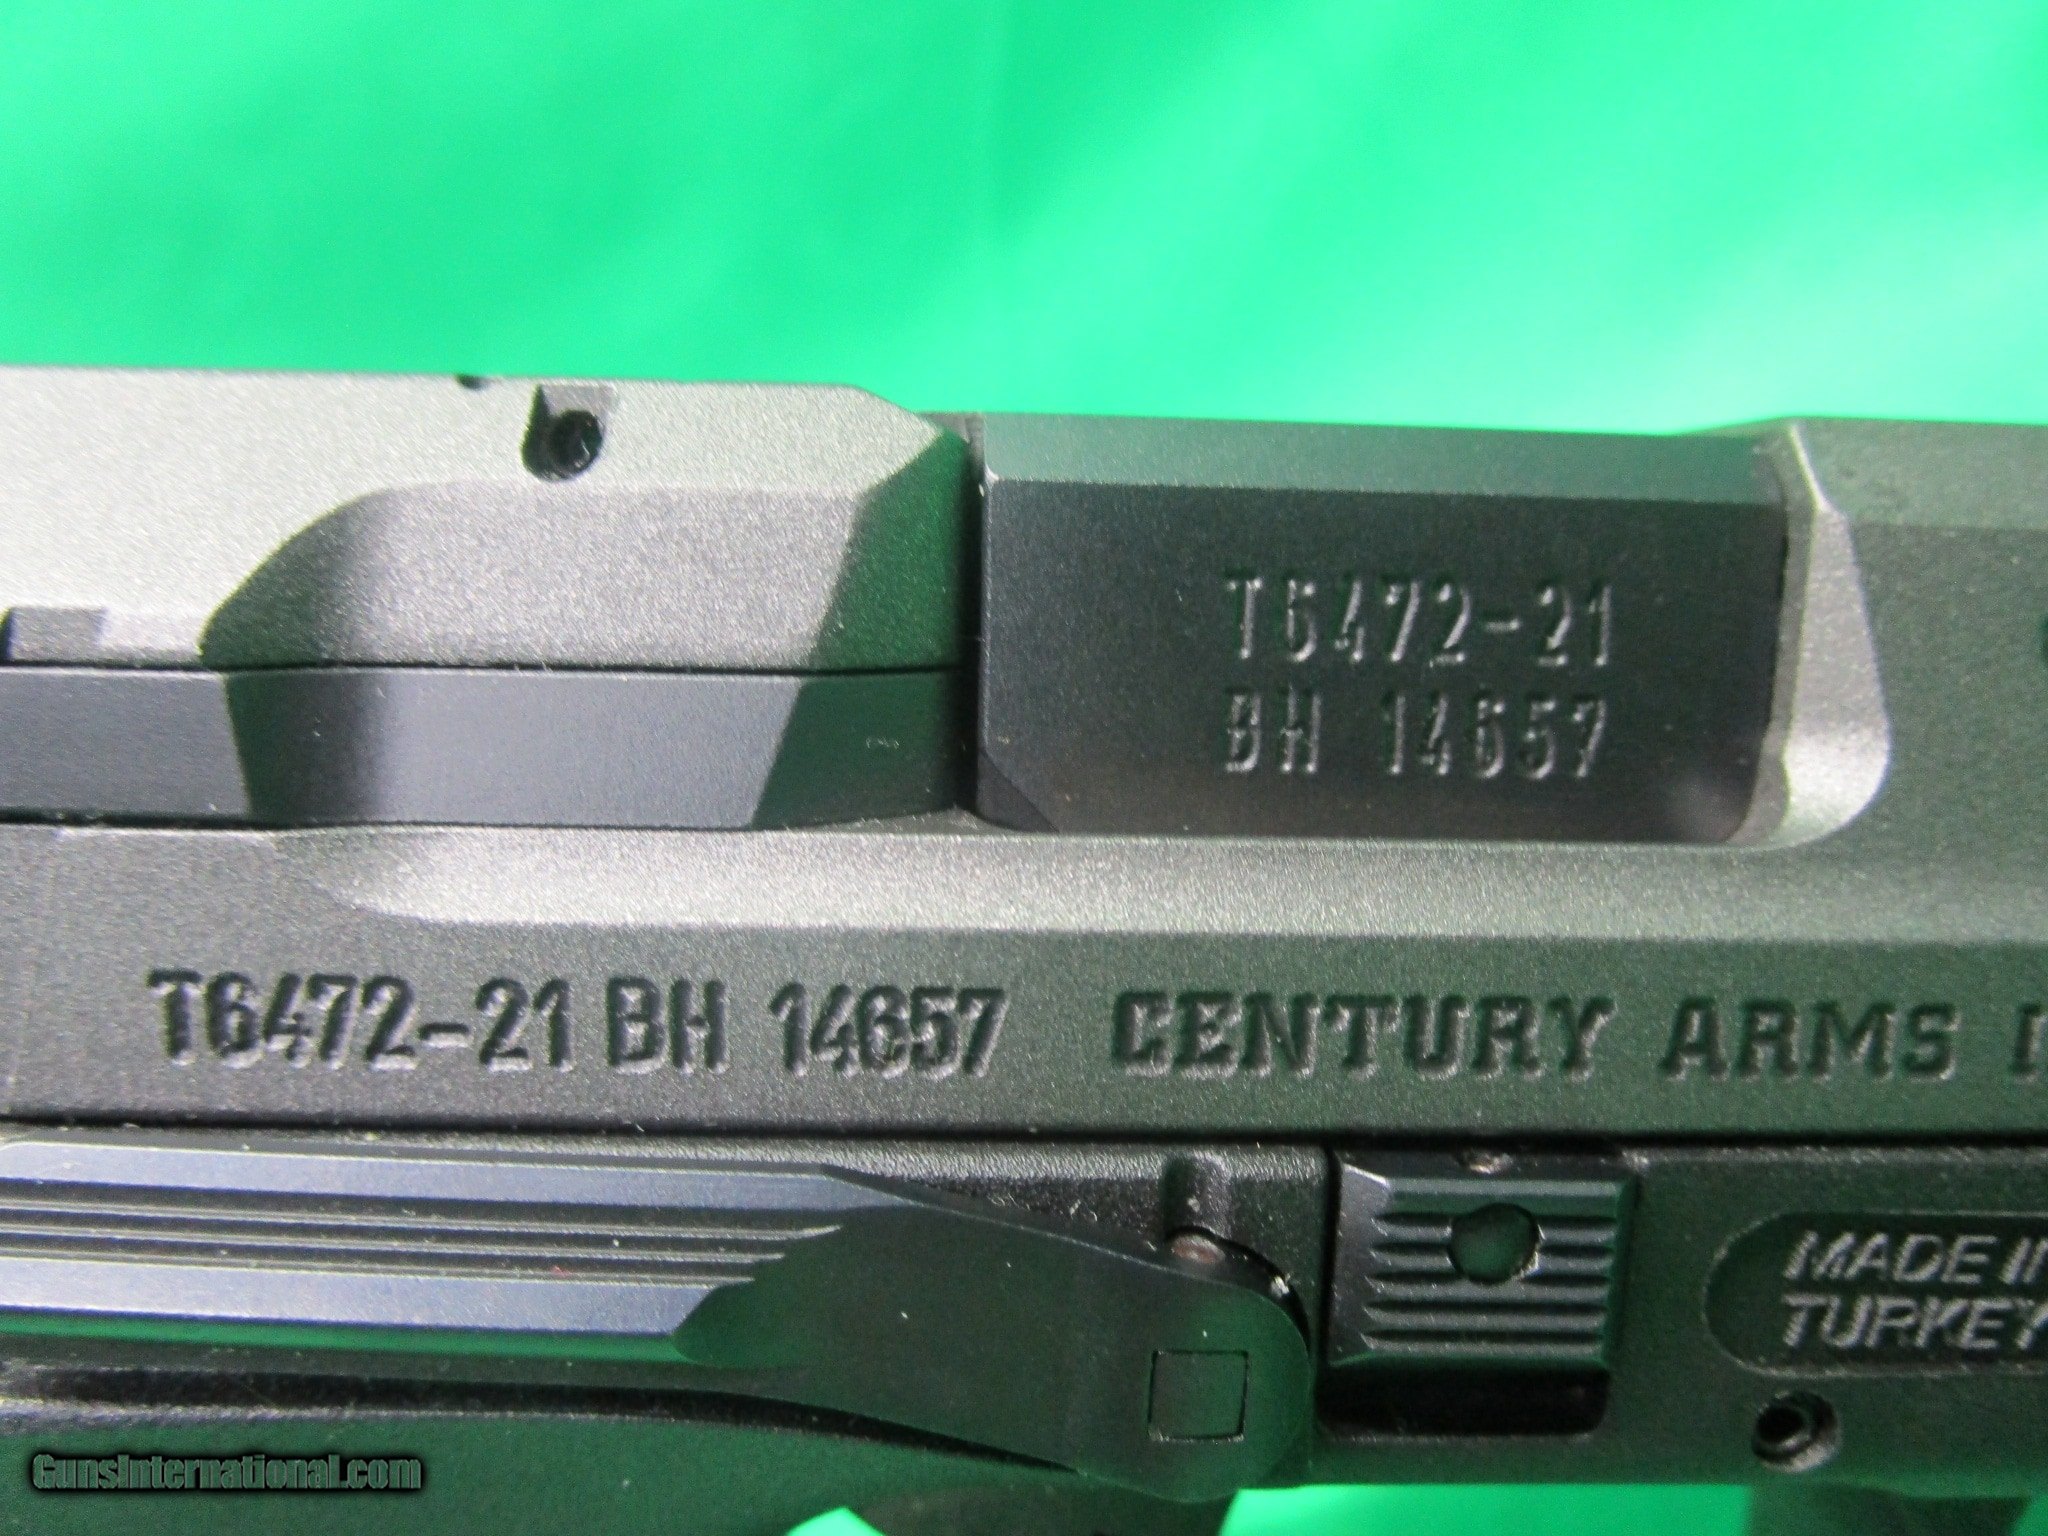 T6472-21
BH 14657
T6472-21 BH 14657 CENTURY ARMS
MADE IN
TURKEY
GunsInternational.com